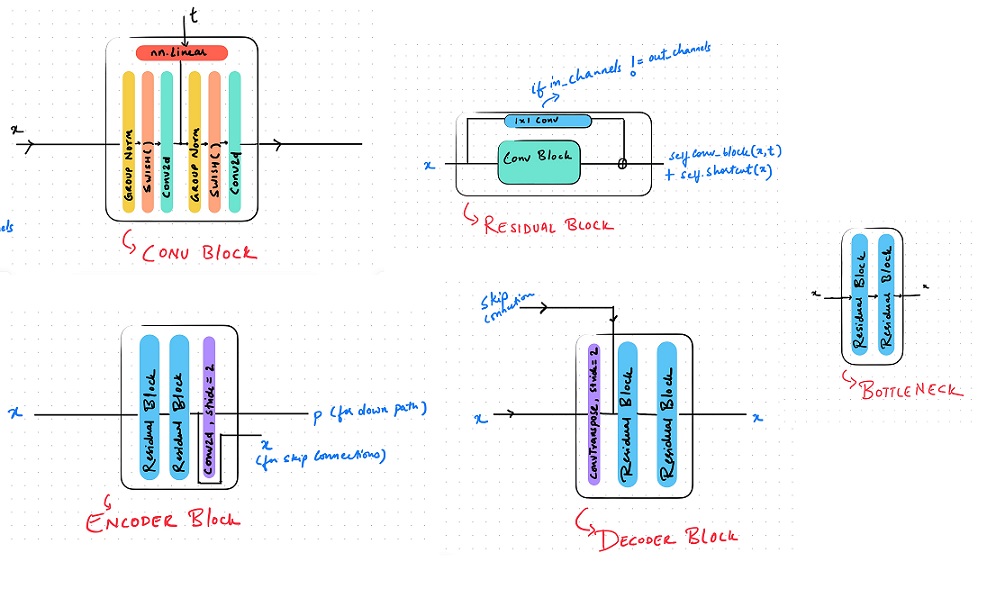 t
nn.Linear
x
GROUP NORM
SWISH()
Conv2d
GROUP NORM
SWISH()
Conv2d
CONV BLOCK
if in_channels != out_channels
1x1 Conv
x
Conv Block
self.conv_block(x,t)
+ self.shortcut(x)
RESIDUAL BLOCK
x
Residual Block
Residual Block
x
BOTTLENECK
x
Residual Block
Residual Block
Conv2d, stride=2
p (for down path)
x
(for skip connections)
ENCODER Block
Skip
connection
x
ConvTranspose, stride=2
Residual Block
Residual Block
x
DECODER BLOCK